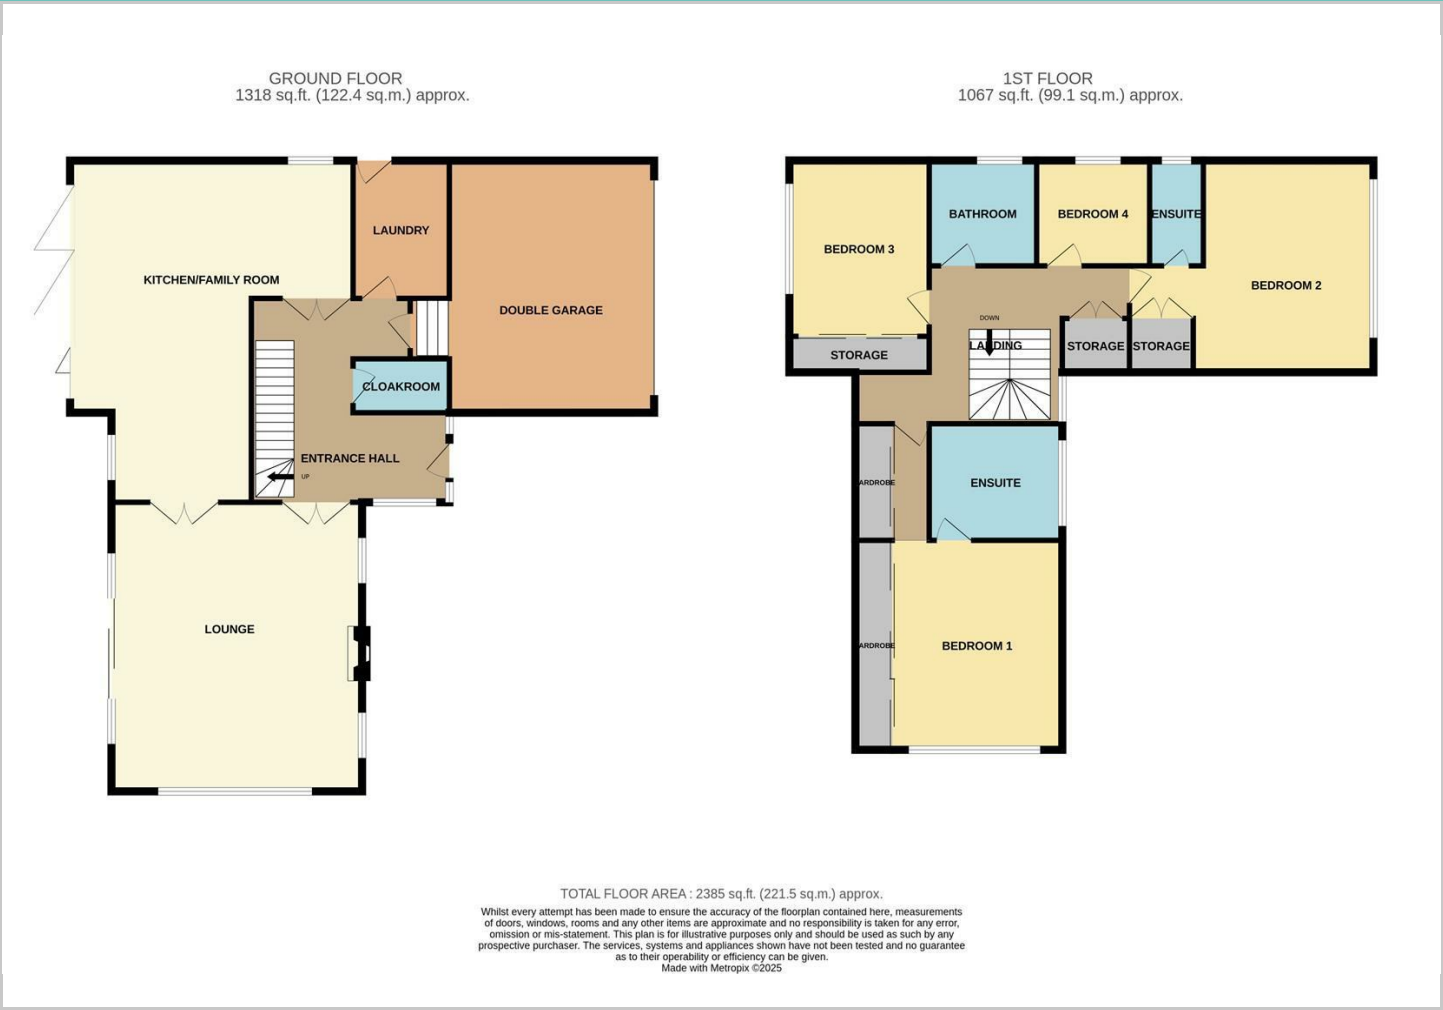 GROUND FLOOR
1318 sq.ft. (122.4 sq.m.) approx.
1ST FLOOR
1067 sq.ft. (99.1 sq.m.) approx.
KITCHEN/FAMILY ROOM
LAUNDRY
DOUBLE GARAGE
CLOAKROOM
ENTRANCE HALL
UP
LOUNGE
BEDROOM 3
BATHROOM
BEDROOM 4
ENSUITE
BEDROOM 2
DOWN
LANDING
STORAGE
STORAGE
STORAGE
ARDROBE
ENSUITE
ARDROBE
BEDROOM 1
TOTAL FLOOR AREA : 2385 sq.ft. (221.5 sq.m.) approx.
Whilst every attempt has been made to ensure the accuracy of the floorplan contained here, measurements
of doors, windows, rooms and any other items are approximate and no responsibility is taken for any error,
omission or mis-statement. This plan is for illustrative purposes only and should be used as such by any
prospective purchaser. The services, systems and appliances shown have not been tested and no guarantee
as to their operability or efficiency can be given.
Made with Metropix ©2025